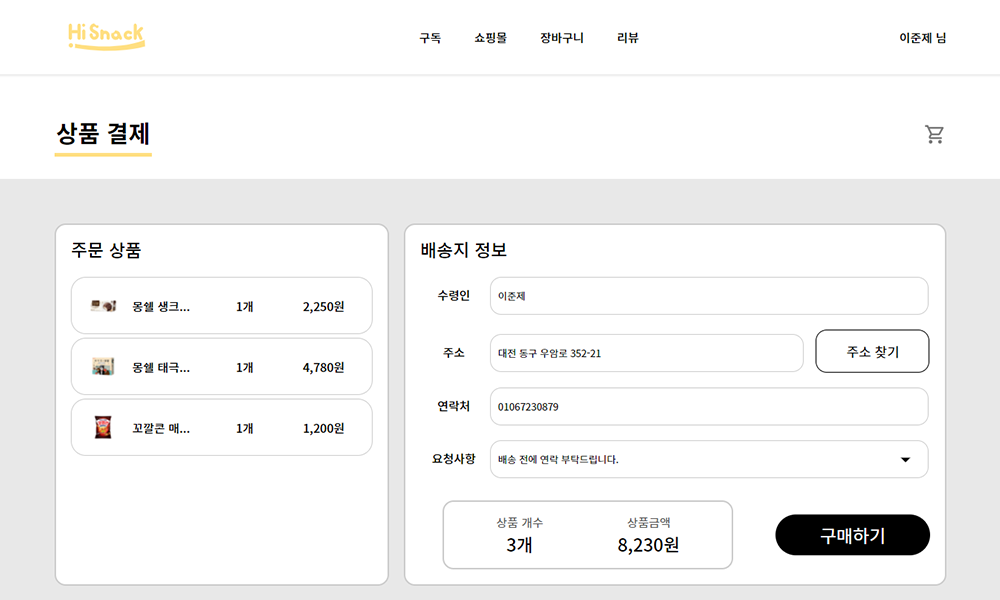 Hi Snack
구독 쇼핑몰 장바구니 리뷰
이준제 님
상품 결제
주문 상품
몽쉘 생크... 1개 2,250원
몽쉘 태극... 1개 4,780원
꼬깔콘 매... 1개 1,200원
배송지 정보
수령인 이준제
주소 대전 동구 우암로 352-21 주소 찾기
연락처 01067230879
요청사항 배송 전에 연락 부탁드립니다.
상품 개수 상품금액
3개 8,230원
구매하기